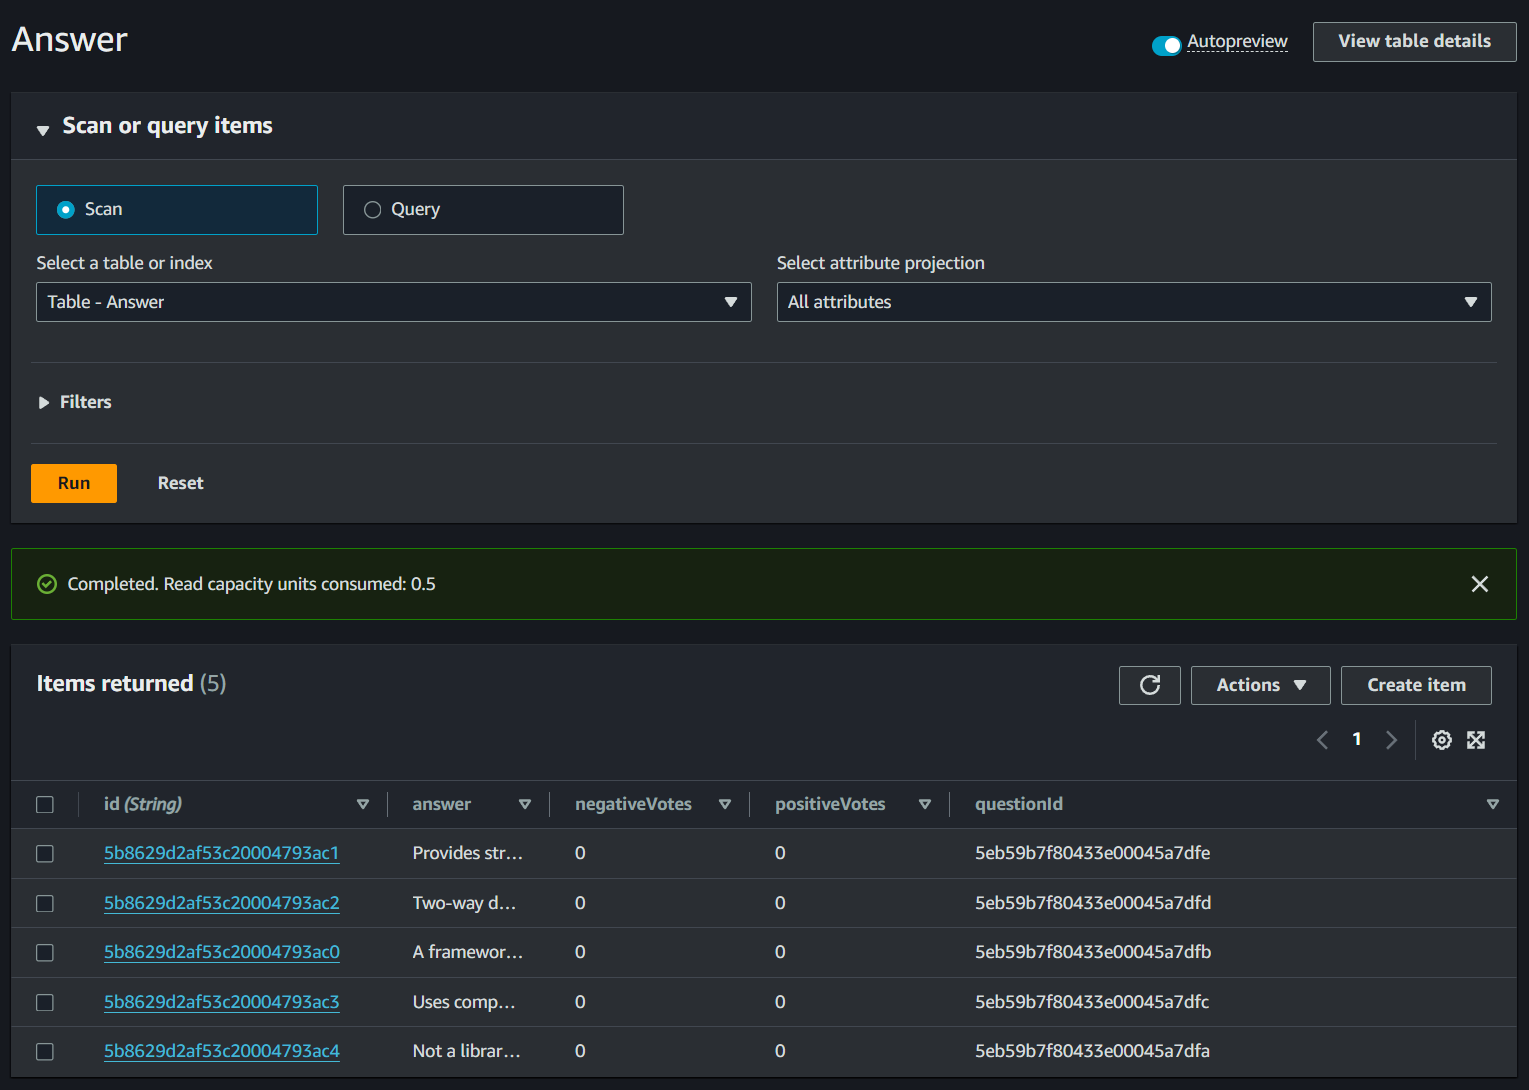 Answer
Autopreview
View table details
Scan or query items
Scan
Query
Select a table or index
Select attribute projection
Table - Answer
All attributes
Filters
Run
Reset
Completed. Read capacity units consumed: 0.5
Items returned (5)
Actions
Create item
1
id (String) answer negativeVotes positiveVotes questionId
5b8629d2af53c20004793ac1 Provides str... 0 0 5eb59b7f80433e00045a7dfe
5b8629d2af53c20004793ac2 Two-way d... 0 0 5eb59b7f80433e00045a7dfd
5b8629d2af53c20004793ac0 A framewor... 0 0 5eb59b7f80433e00045a7dfb
5b8629d2af53c20004793ac3 Uses comp... 0 0 5eb59b7f80433e00045a7dfc
5b8629d2af53c20004793ac4 Not a librar... 0 0 5eb59b7f80433e00045a7dfa